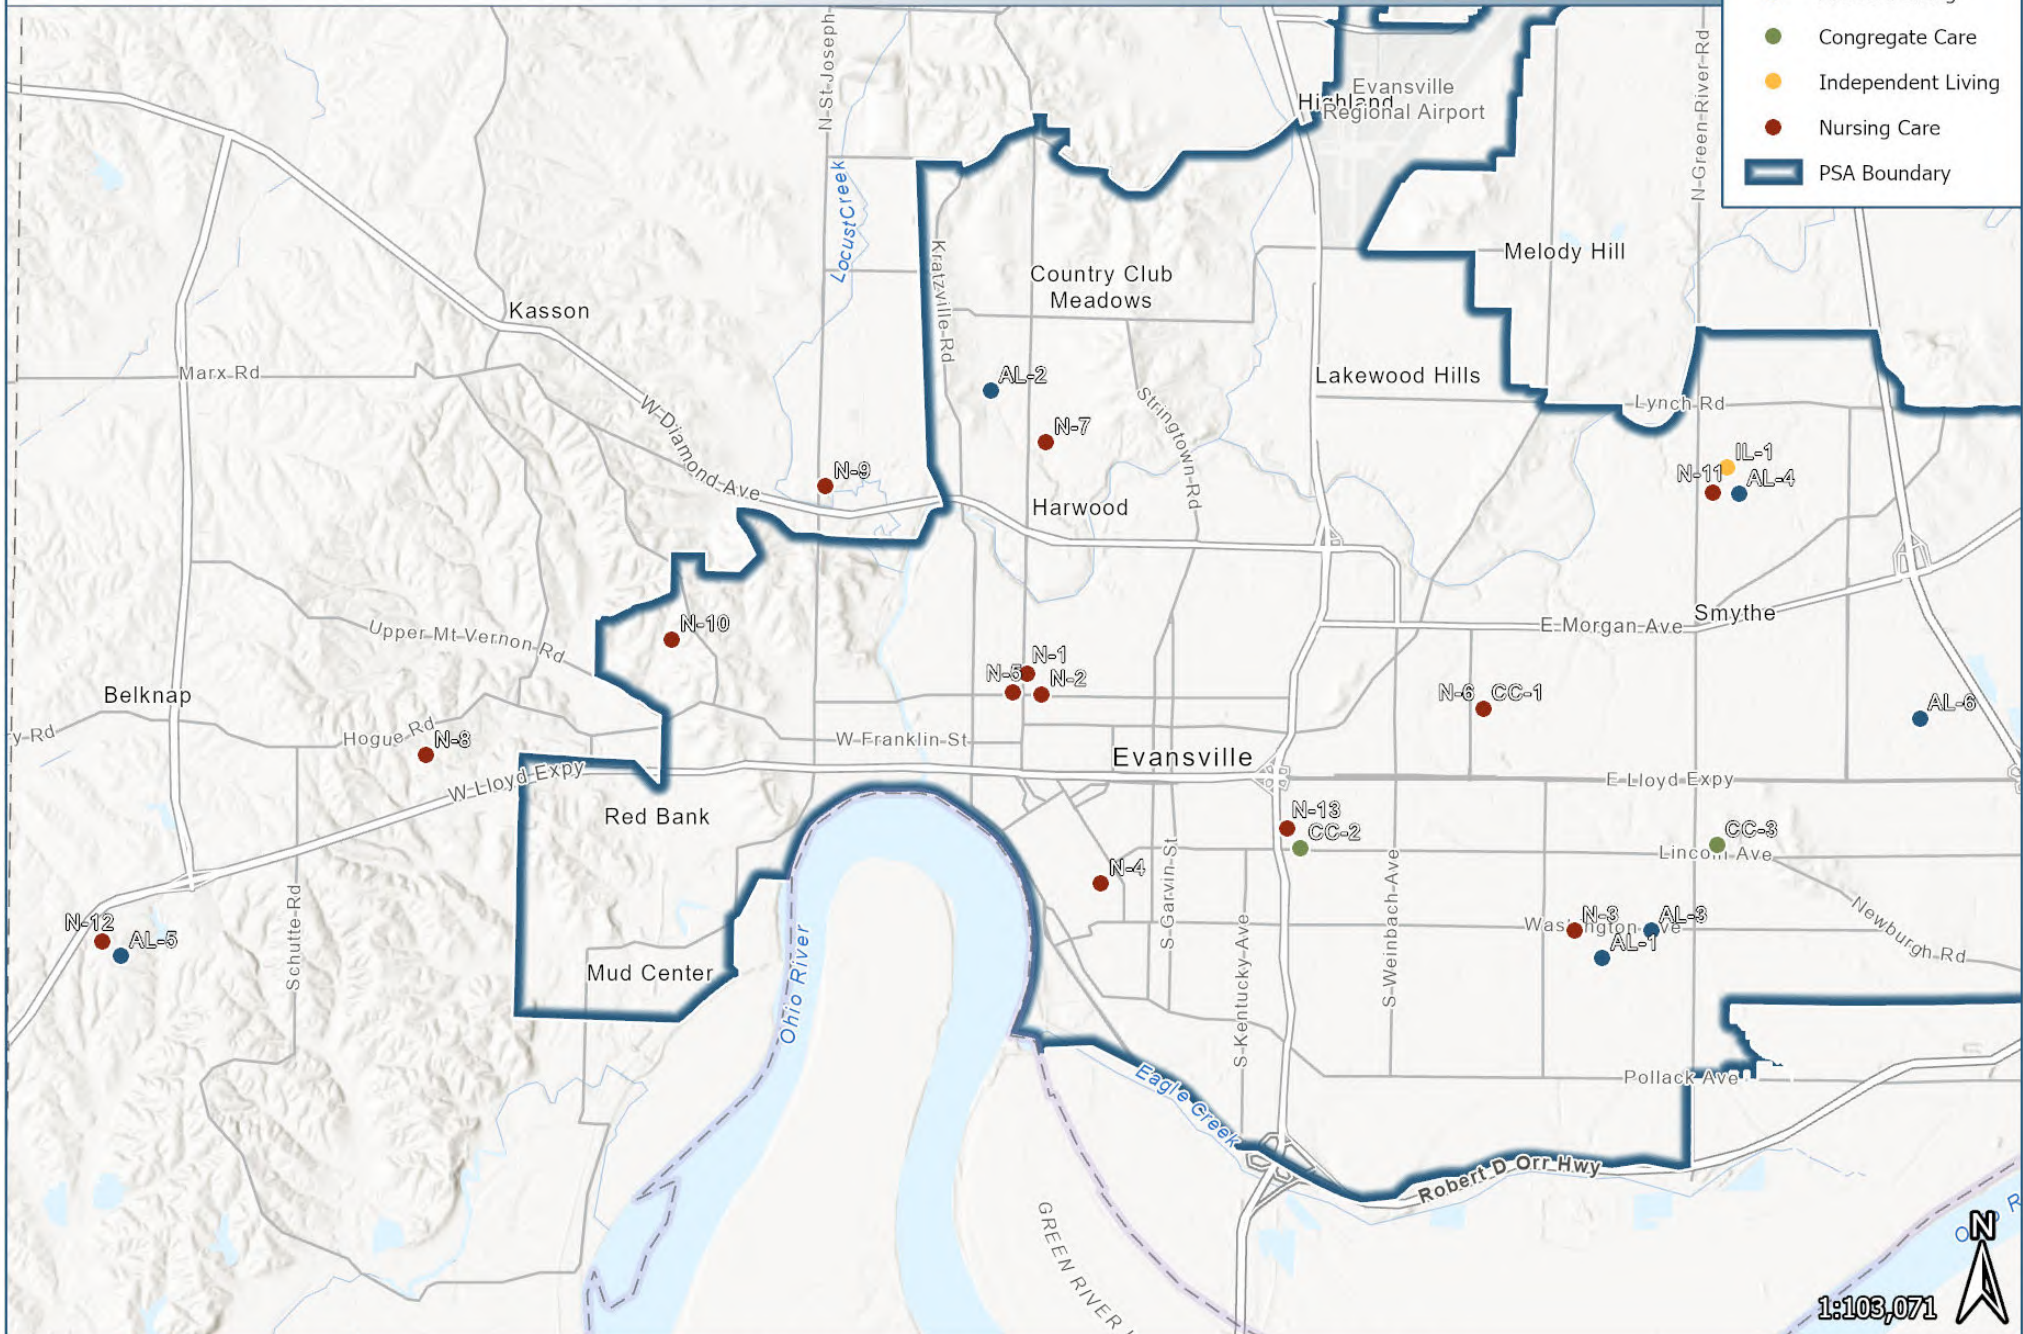 Congregate Care
Independent Living
Nursing Care
PSA Boundary
N-St-Joseph
Highland
Evansville
Regional Airport
N-Green-River-Rd
Locust Creek
Kratzville-Rd
Country Club
Meadows
Melody Hill
Kasson
Marx Rd
AL-2
Lakewood Hills
Stringtown-Rd
Lynch Rd
W-Diamond-Ave
N-7
N-9
IL-1
N-11
AL-4
Harwood
Smythe
E-Morgan-Ave
N-10
Upper-Mt-Vernon-Rd
N-1
N-5
N-2
Belknap
N-6
CC-1
AL-6
y-Rd
Hogue-Rd
N-8
W-Franklin-St
Evansville
W-Lloyd-Expy
E-Lloyd-Expy
Red Bank
N-13
CC-2
CC-3
Lincoln-Ave
N-4
S-Garvin-St
S-Weinbach-Ave
N-12
AL-5
Schutte-Rd
N-3
AL-3
Washington-Ave
AL-1
Newburgh-Rd
S-Kentucky-Ave
Mud Center
Ohio River
Pollack Ave
Eagle Creek
Robert-D-Orr-Hwy
GREEN RIVER
N
1:103,071